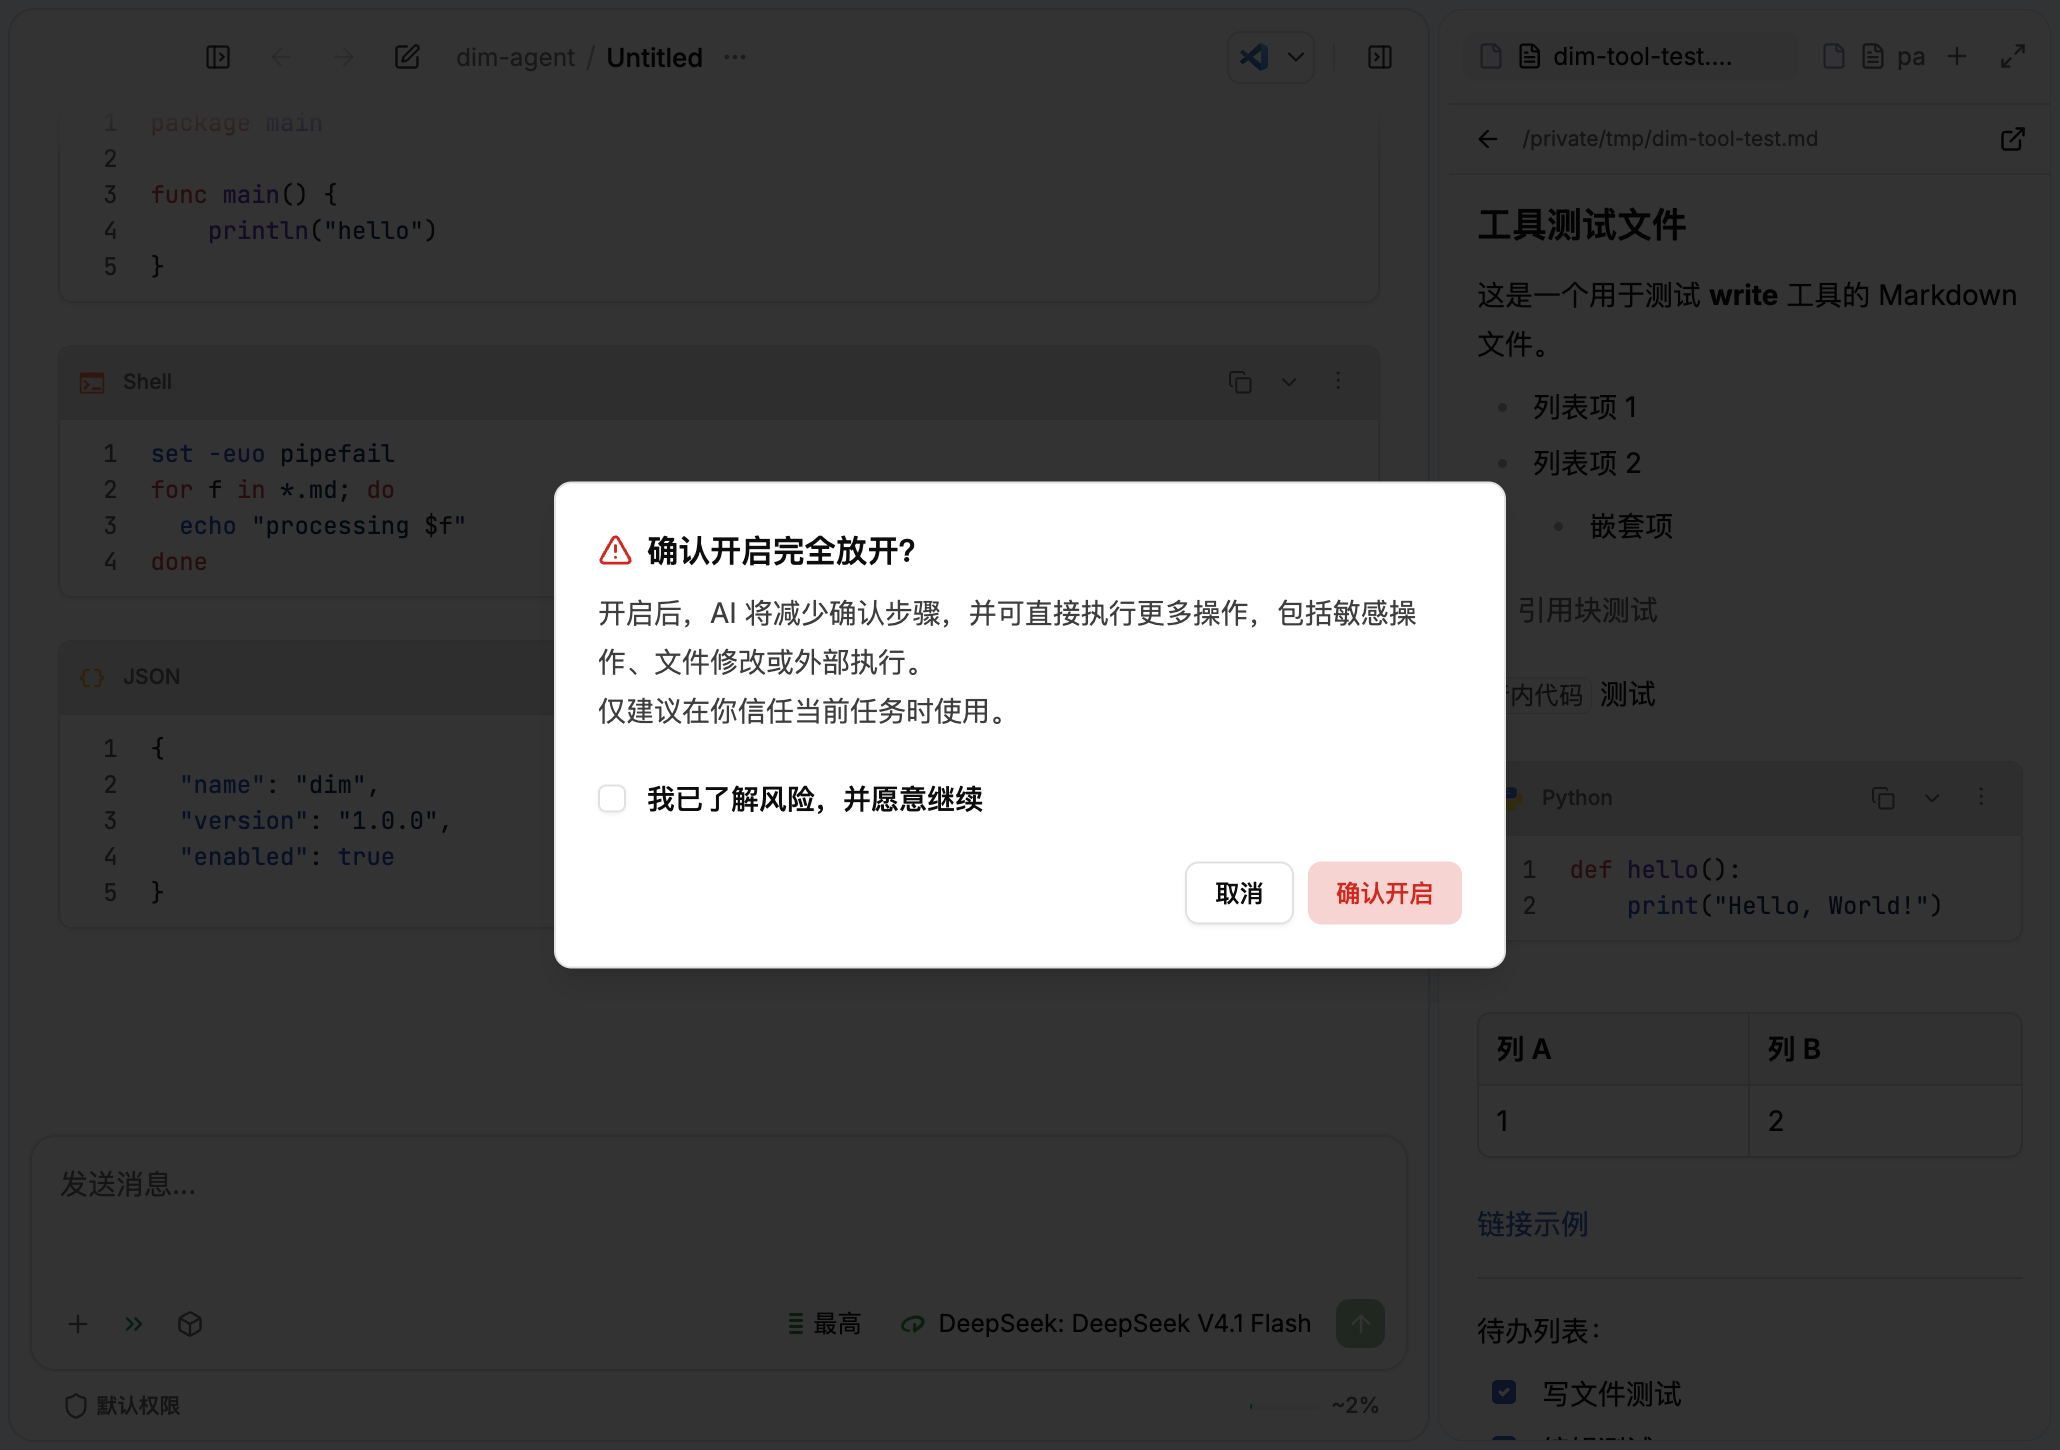 dim-agent / Untitled ···
1 package main
2
3 func main() {
4 println("hello")
5 }
Shell
1 set -euo pipefail
2 for f in *.md; do
3 echo "processing $f"
4 done
JSON
1 {
2 "name": "dim",
3 "version": "1.0.0",
4 "enabled": true
5 }
确认开启完全放开?
开启后，AI 将减少确认步骤，并可直接执行更多操作，包括敏感操
作、文件修改或外部执行。
仅建议在你信任当前任务时使用。
我已了解风险，并愿意继续
取消 确认开启
发送消息...
最高 DeepSeek: DeepSeek V4.1 Flash
默认权限 ~2%
dim-tool-test.... pa
/private/tmp/dim-tool-test.md
工具测试文件
这是一个用于测试 write 工具的 Markdown
文件。
列表项 1
列表项 2
嵌套项
引用块测试
内代码 测试
Python
1 def hello():
2 print("Hello, World!")
列 A 列 B
1 2
链接示例
待办列表：
写文件测试